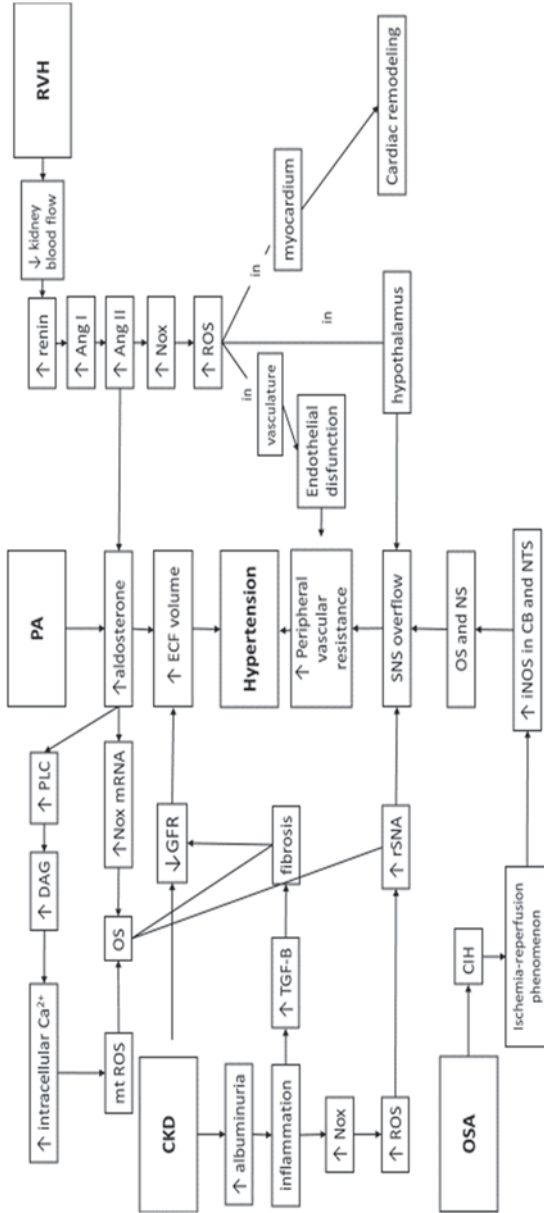 PA
RVH
↑ PLC
↑ DAG
↑ intracellular Ca²⁺
↑aldosterone
↑Nox mRNA
OS
mt ROS
↓ kidney
blood flow
↑ renin
↑ Ang I
↑ Ang II
↑ Nox
↑ ROS
CKD
↓GFR
↑ ECF volume
Hypertension
↑ albuminuria
inflammation
↑ TGF-B
fibrosis
↑ Peripheral
vascular
resistance
Endothelial
disfunction
in
vasculature
in
myocardium
Cardiac remodeling
in
hypothalamus
↑ Nox
↑ ROS
↑ rSNA
SNS overflow
OS and NS
OSA
CIH
Ischemia-reperfusion
phenomenon
↑ iNOS in CB and NTS